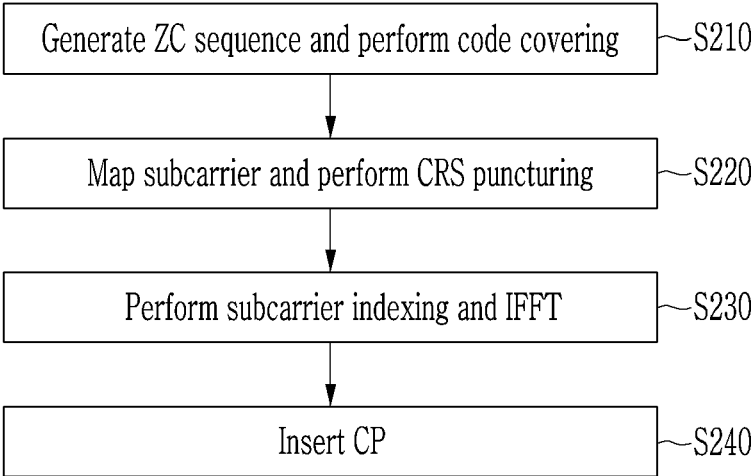 Generate ZC sequence and perform code covering S210
Map subcarrier and perform CRS puncturing S220
Perform subcarrier indexing and IFFT S230
Insert CP S240